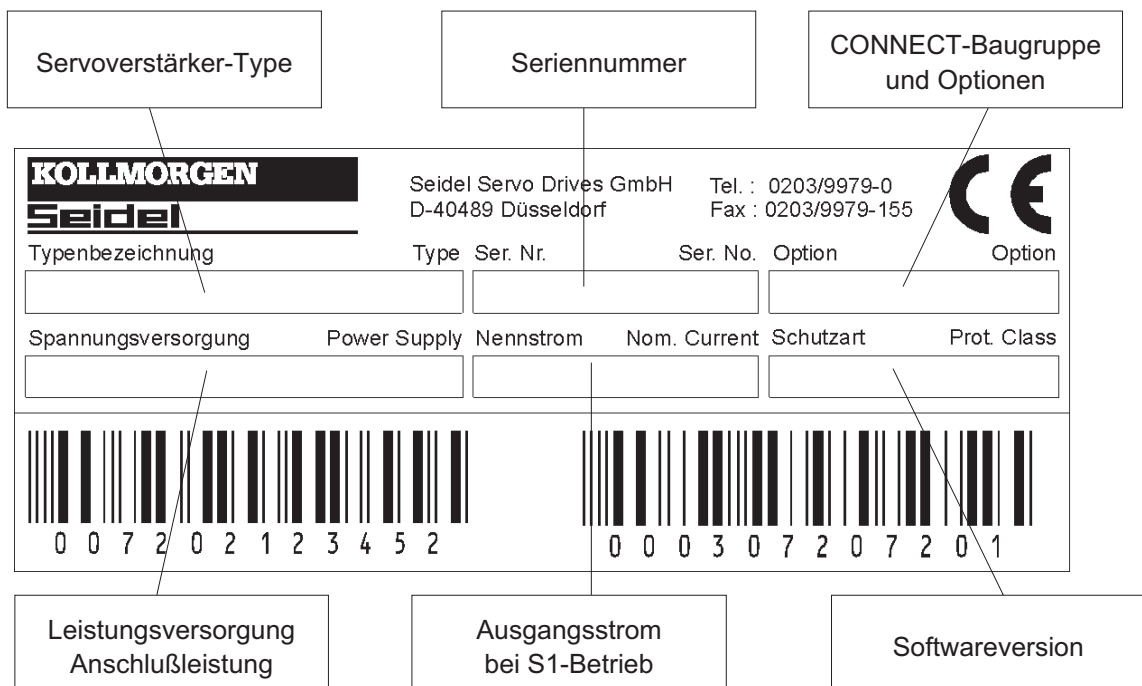 Servoverstärker-Type
Seriennummer
CONNECT-Baugruppe
und Optionen
KOLLMORGEN
Seidel
Seidel Servo Drives GmbH
D-40489 Düsseldorf
Tel. : 0203/9979-0
Fax : 0203/9979-155
CE
Typenbezeichnung Type Ser. Nr. Ser. No. Option Option
Spannungsversorgung Power Supply Nennstrom Nom. Current Schutzart Prot. Class
0 0 7 2 0 2 1 2 3 4 5 2
0 0 0 3 0 7 2 0 7 2 0 1
Leistungsversorgung
Anschlußleistung
Ausgangsstrom
bei S1-Betrieb
Softwareversion